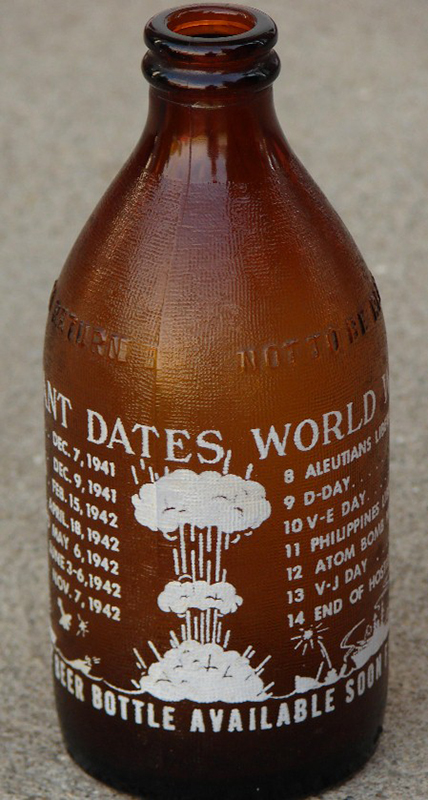 RETURN NOT TO BE
DATES, WORLD
DEC. 7, 1941
DEC. 9, 1941
FEB. 15, 1942
APRIL 18, 1942
MAY 6, 1942
JUNE 3-6, 1942
NOV. 7, 1942
8 ALEUTIANS
9 D-DAY . . .
10 V-E DAY . .
11 PHILIPPINES
12 ATOM BOMB
13 V-J DAY . .
14 END OF
BEER BOTTLE AVAILABLE SOON